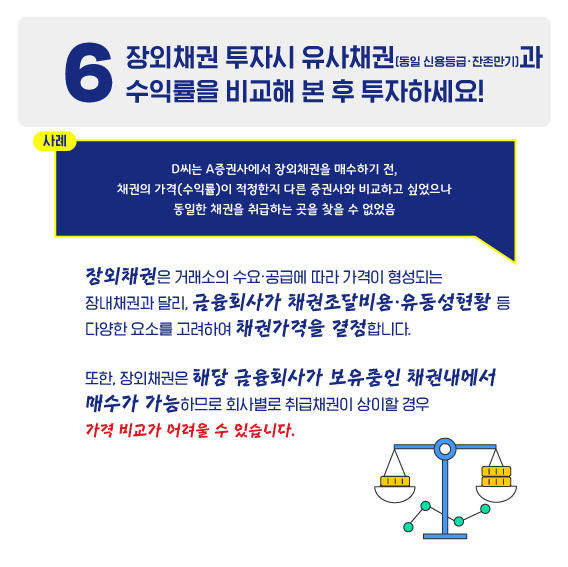 6 장외채권 투자시 유사채권(동일 신용등급·잔존만기)과
수익률을 비교해 본 후 투자하세요!
사례
D씨는 A증권사에서 장외채권을 매수하기 전,
채권의 가격(수익률)이 적정한지 다른 증권사와 비교하고 싶었으나
동일한 채권을 취급하는 곳을 찾을 수 없었음
장외채권은 거래소의 수요·공급에 따라 가격이 형성되는
장내채권과 달리, 금융회사가 채권조달비용·유동성현황 등
다양한 요소를 고려하여 채권가격을 결정합니다.
또한, 장외채권은 해당 금융회사가 보유중인 채권내에서
매수가 가능하므로 회사별로 취급채권이 상이할 경우
가격 비교가 어려울 수 있습니다.